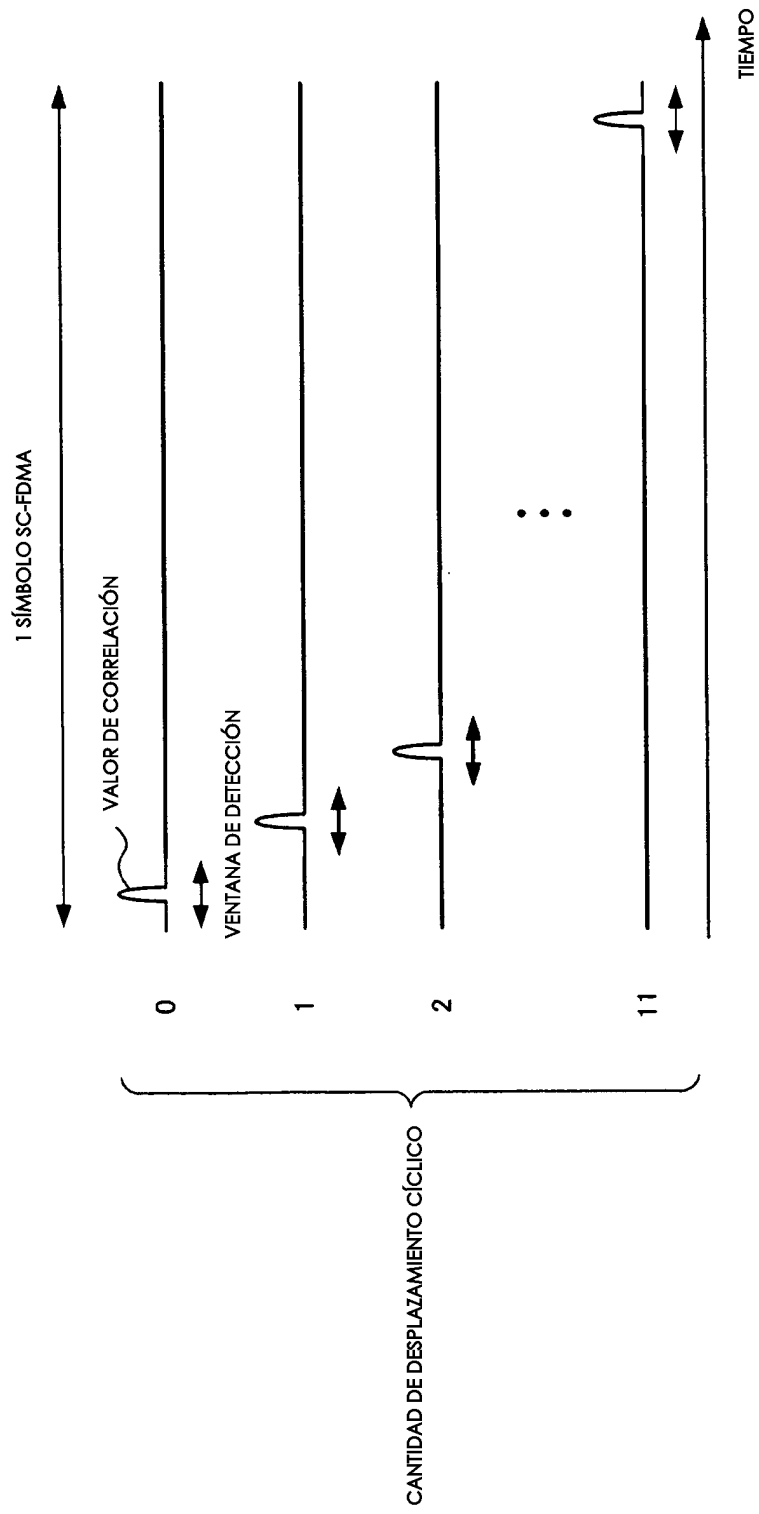 1 SÍMBOLO SC-FDMA
VALOR DE CORRELACIÓN
0
VENTANA DE DETECCIÓN
1
2
11
CANTIDAD DE DESPLAZAMIENTO CÍCLICO
TIEMPO